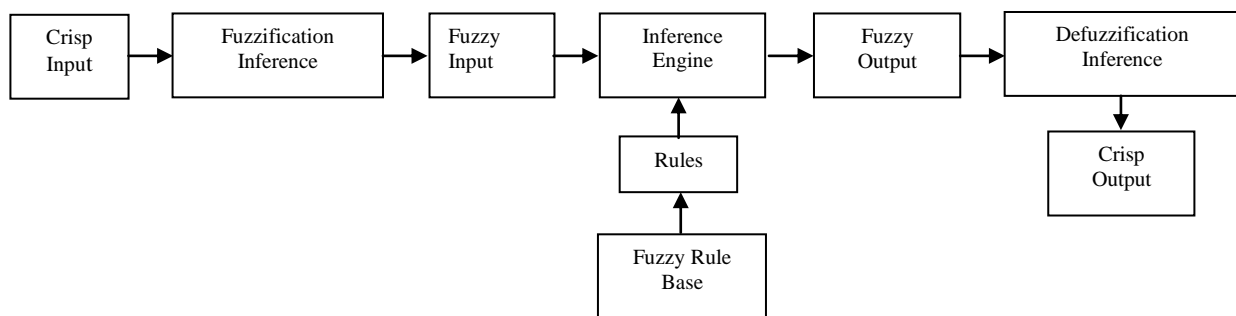 Crisp
Input
Fuzzification
Inference
Fuzzy
Input
Inference
Engine
Fuzzy
Output
Defuzzification
Inference
Rules
Crisp
Output
Fuzzy Rule
Base